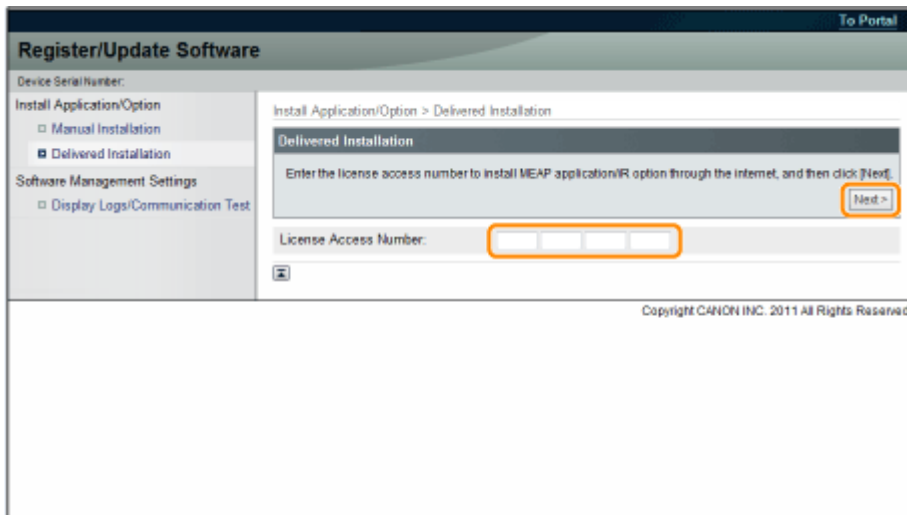 To Portal
Register/Update Software
Device Serial Number:
Install Application/Option
Manual Installation
Delivered Installation
Software Management Settings
Display Logs/Communication Test
Install Application/Option > Delivered Installation
Delivered Installation
Enter the license access number to install MEAP application/iR option through the internet, and then click [Next].
Next >
License Access Number:
Copyright CANON INC. 2011 All Rights Reserved